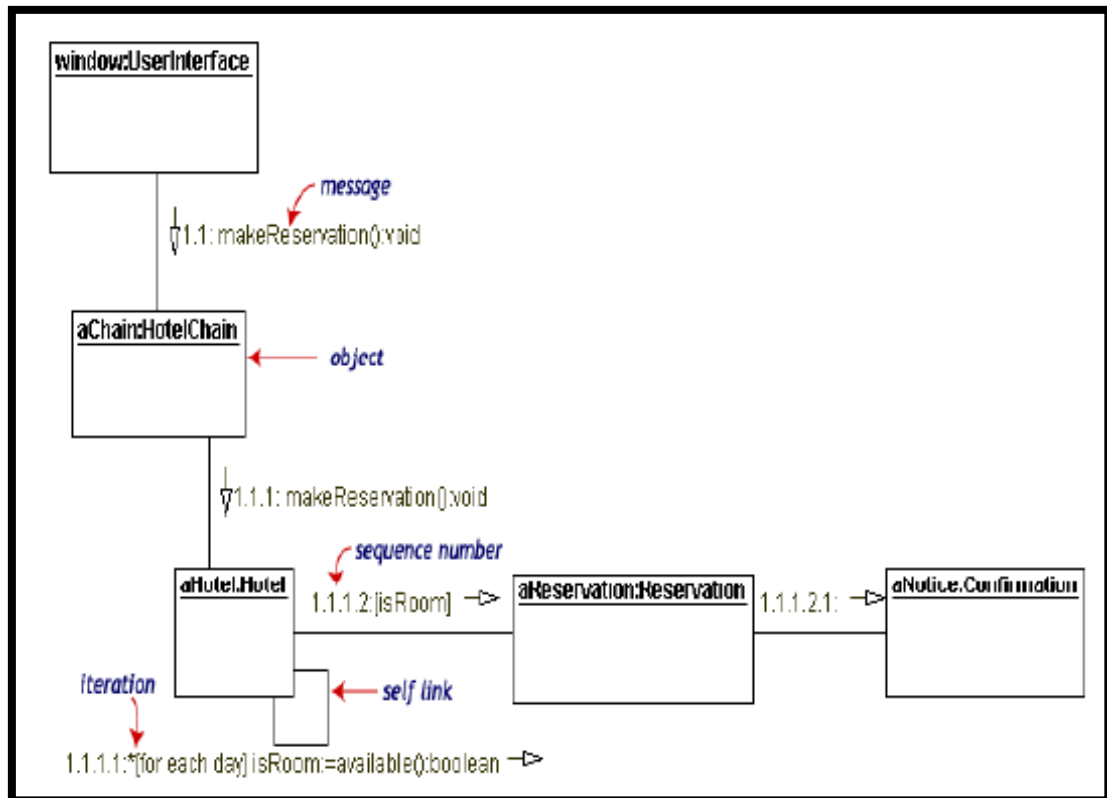 window:UserInterface
message
1.1: makeReservation():void
aChain:HotelChain
object
1.1.1: makeReservation():void
sequence number
aHotel:Hotel
1.1.1.2:[isRoom]
aReservation:Reservation
1.1.1.2.1:
aNotice:Confirmation
iteration
self link
1.1.1.1:*[for each day] isRoom:=available():boolean